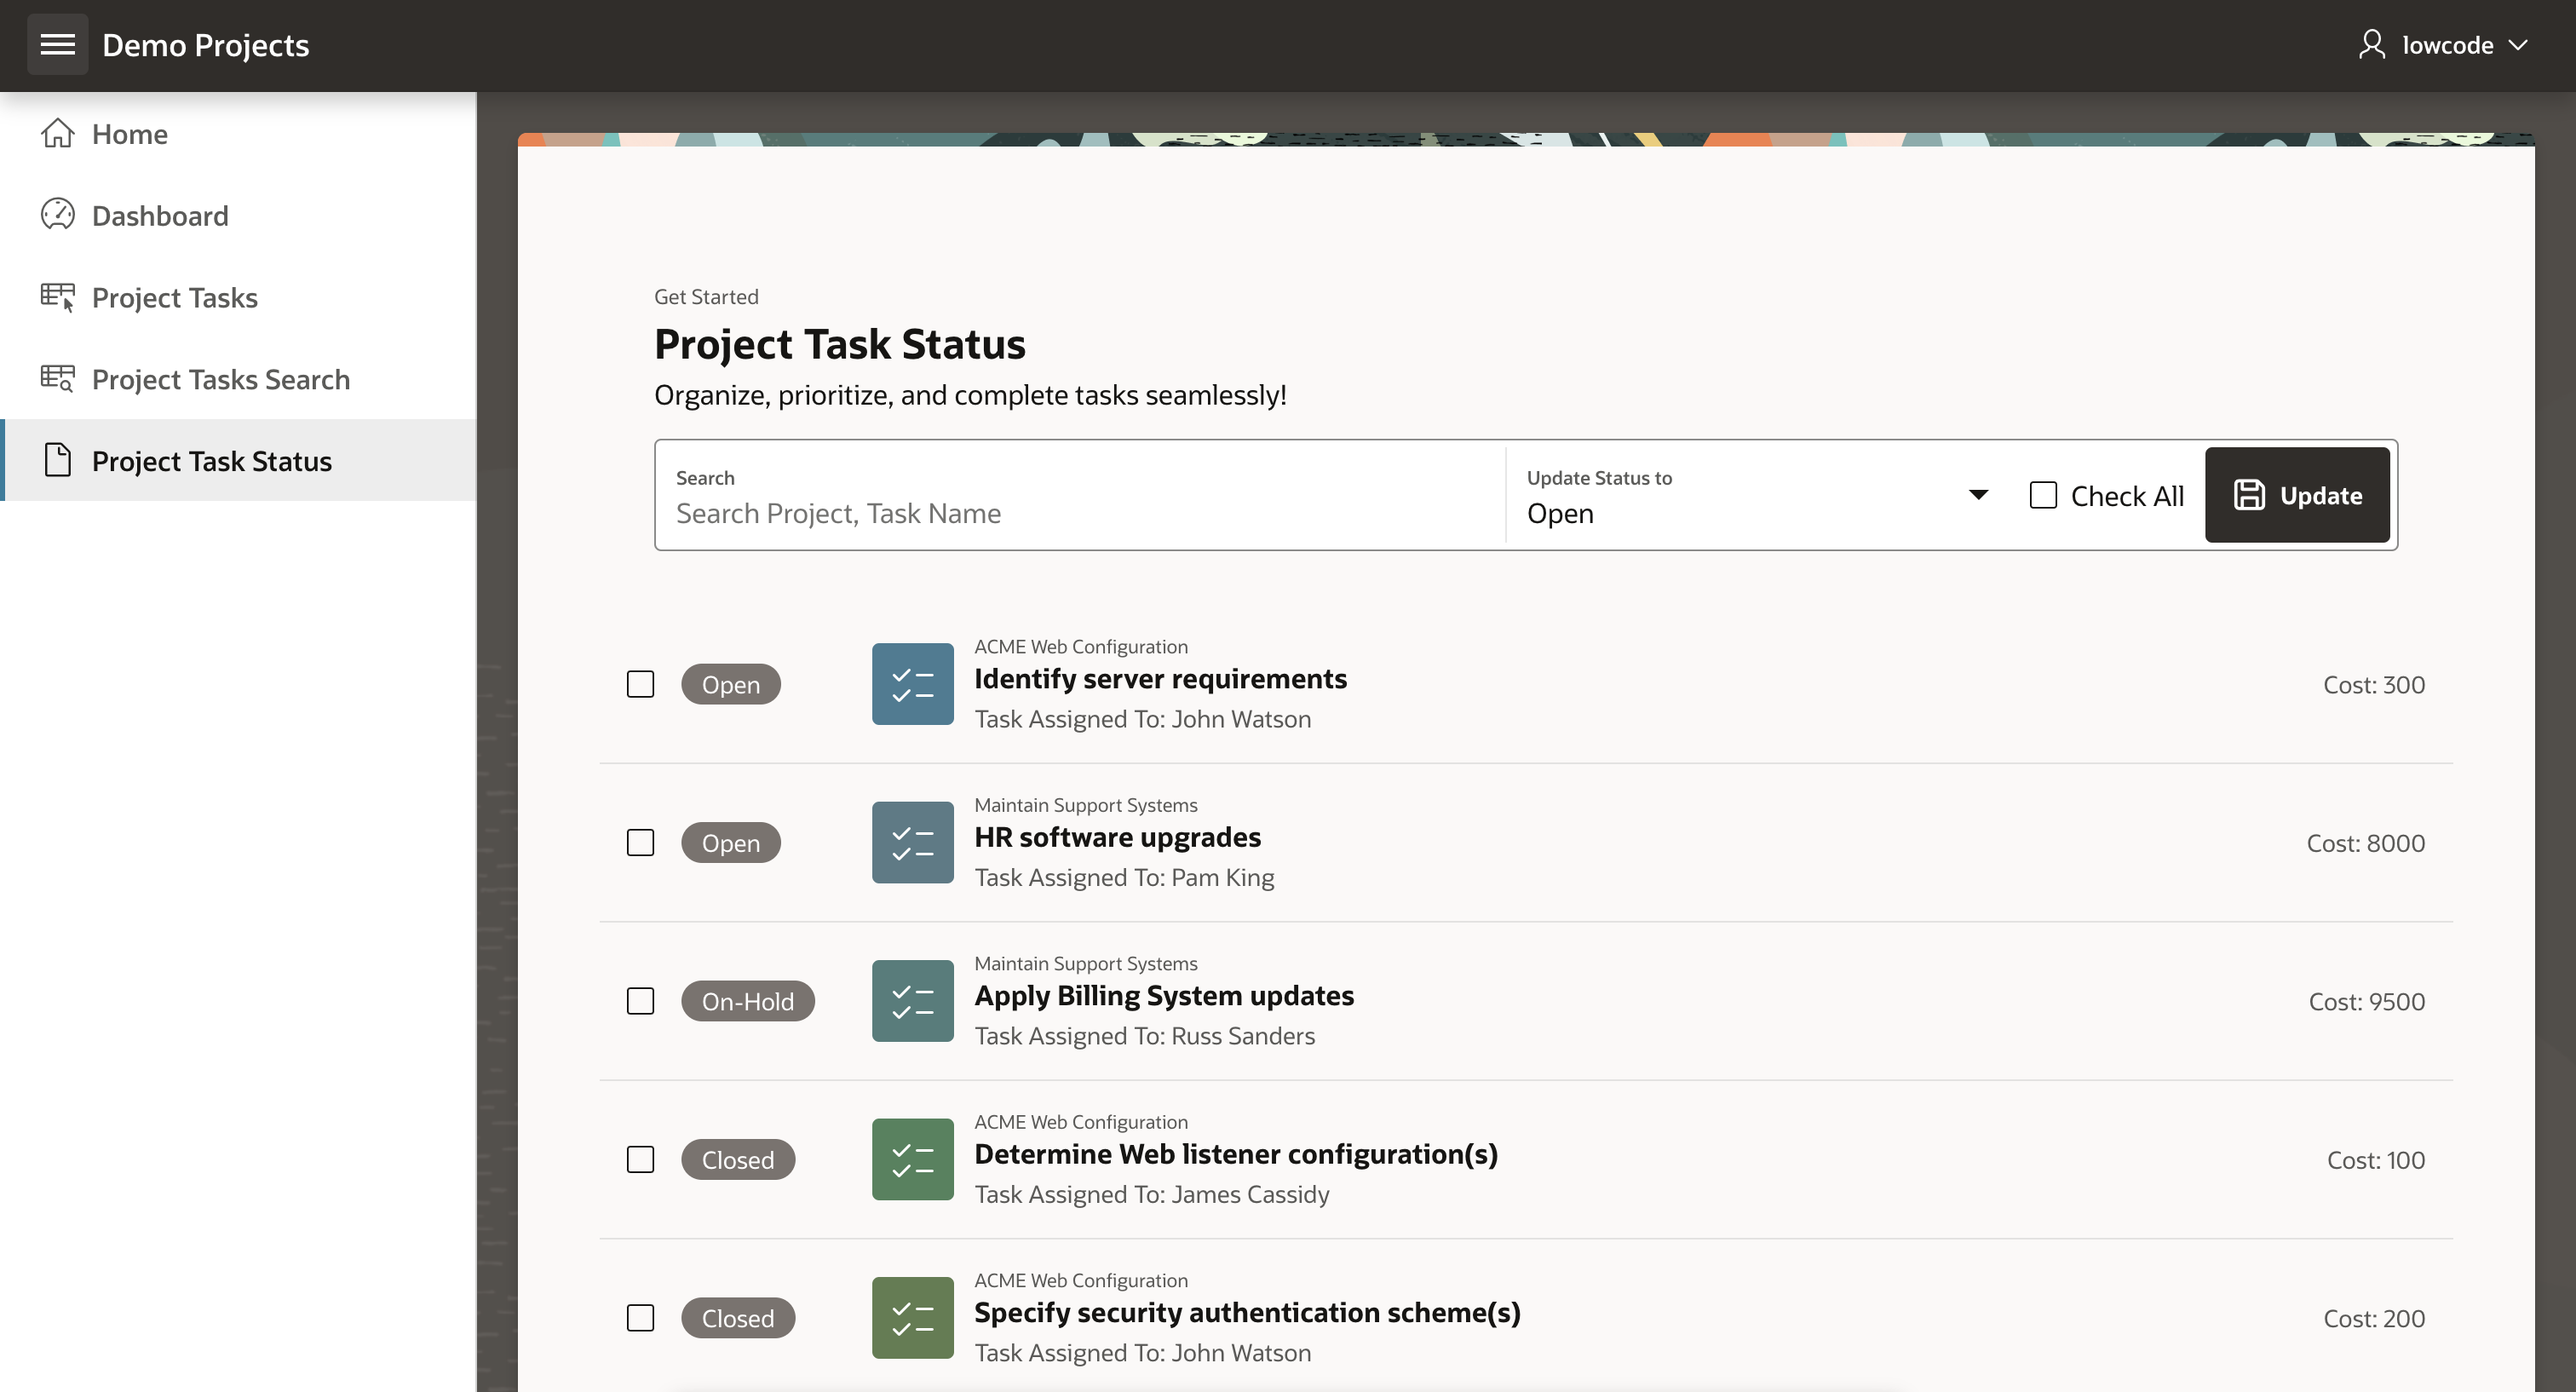 Demo Projects
lowcode
Home
Dashboard
Project Tasks
Project Tasks Search
Project Task Status
Get Started
Project Task Status
Organize, prioritize, and complete tasks seamlessly!
Search
Search Project, Task Name
Update Status to
Open
Check All
Update
ACME Web Configuration
Open
Identify server requirements
Cost: 300
Task Assigned To: John Watson
Maintain Support Systems
Open
HR software upgrades
Cost: 8000
Task Assigned To: Pam King
Maintain Support Systems
On-Hold
Apply Billing System updates
Cost: 9500
Task Assigned To: Russ Sanders
ACME Web Configuration
Closed
Determine Web listener configuration(s)
Cost: 100
Task Assigned To: James Cassidy
ACME Web Configuration
Closed
Specify security authentication scheme(s)
Cost: 200
Task Assigned To: John Watson